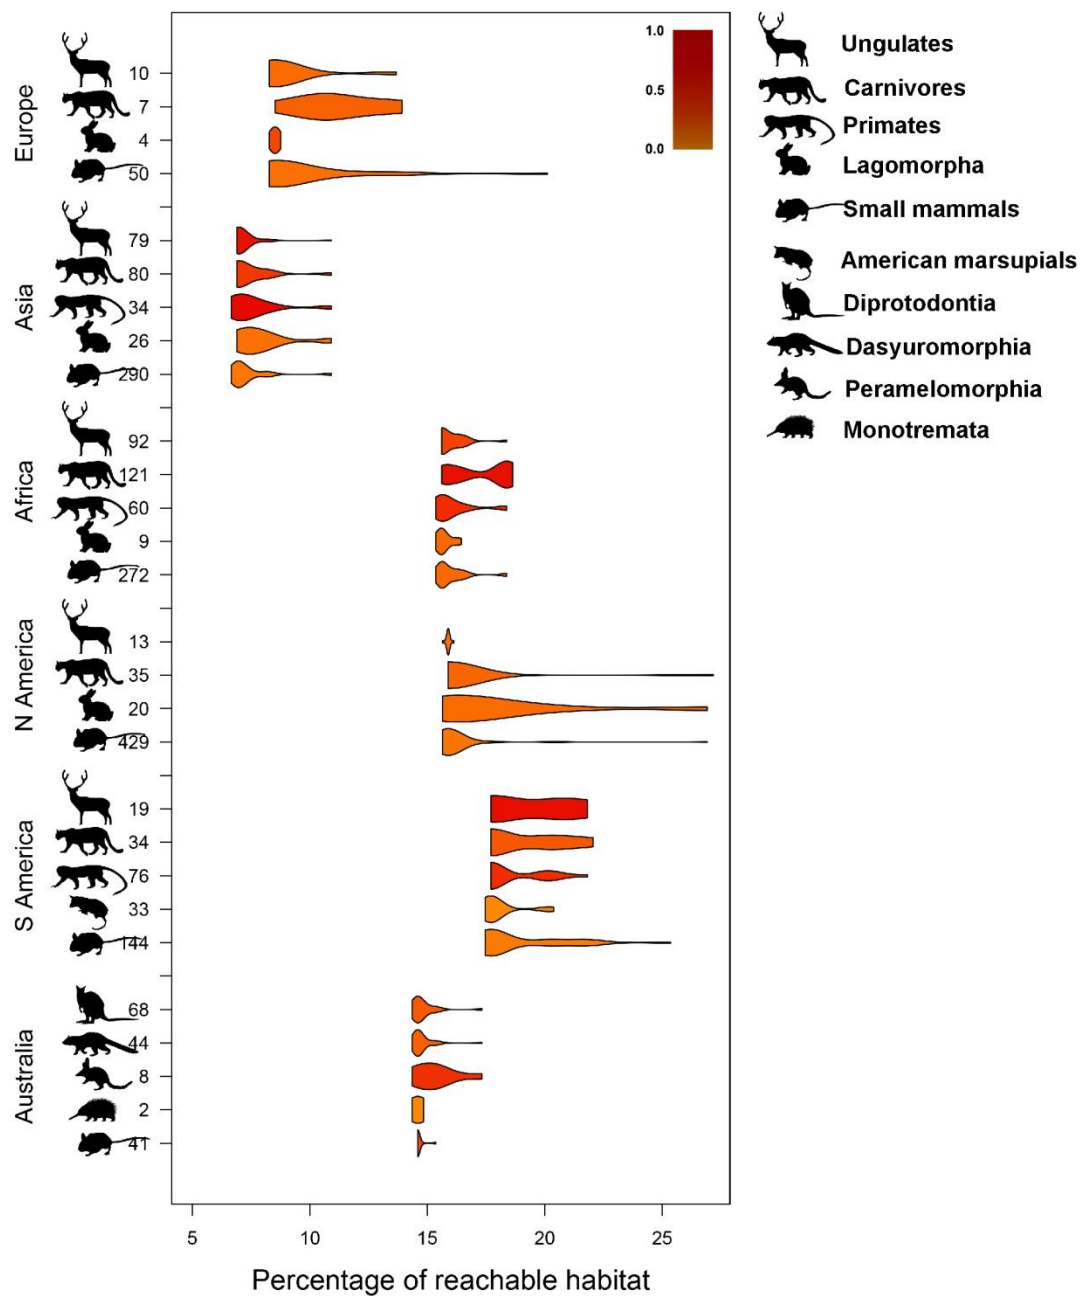 Europe
10
7
4
50
Asia
79
80
34
26
290
Africa
92
121
60
9
272
N America
13
35
20
429
S America
19
34
76
33
144
Australia
68
44
8
2
41
1.0
0.5
0.0
Ungulates
Carnivores
Primates
Lagomorpha
Small mammals
American marsupials
Diprotodontia
Dasyuromorphia
Peramelomorphia
Monotremata
5 10 15 20 25
Percentage of reachable habitat